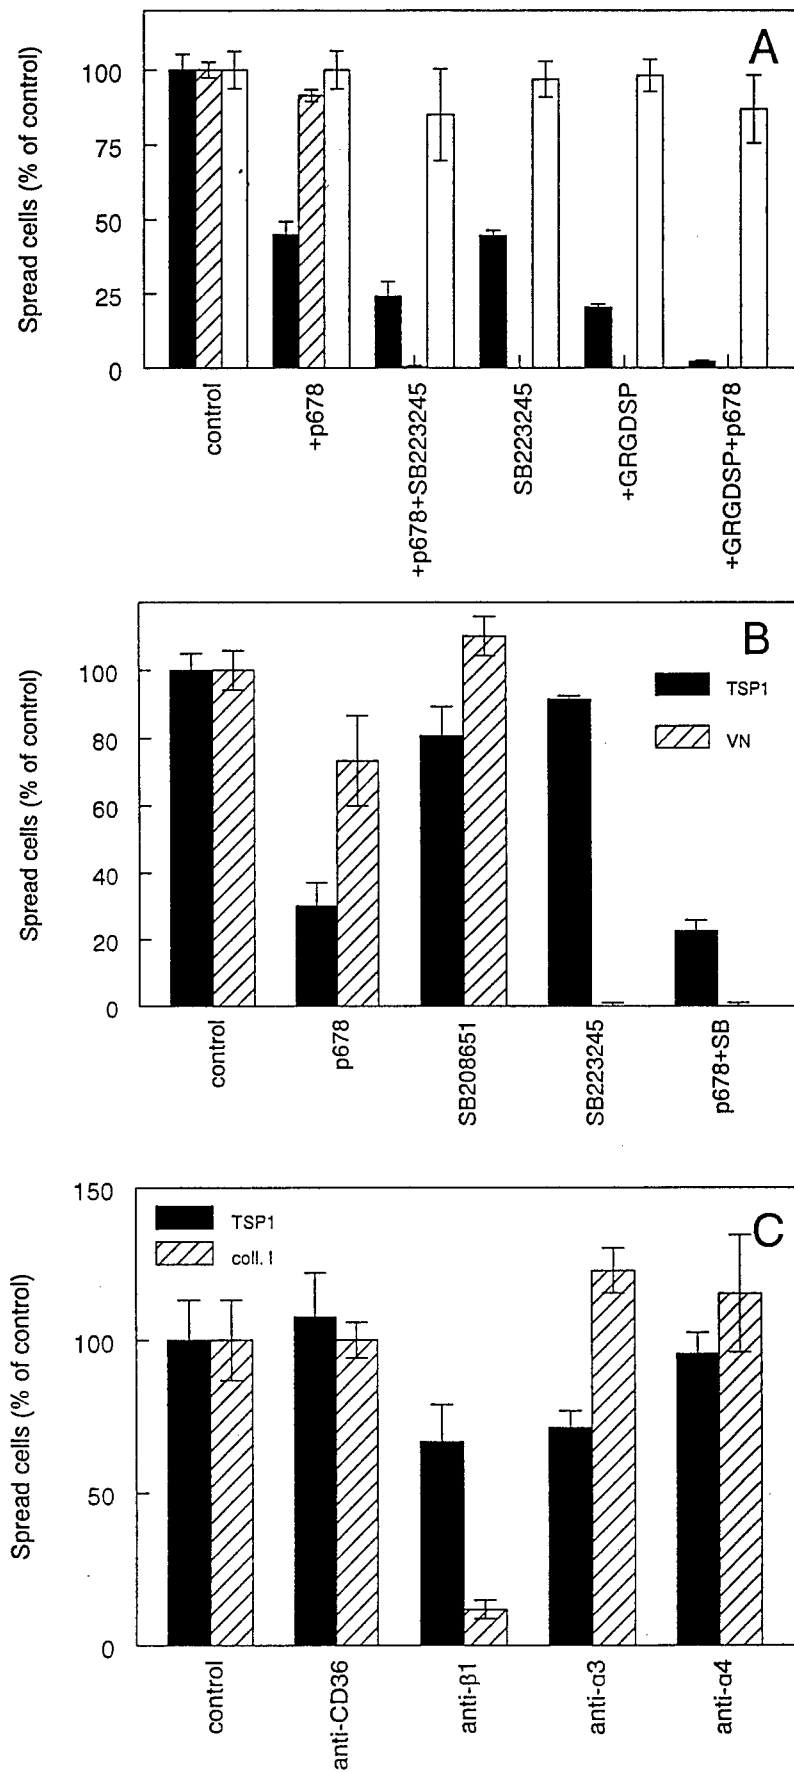 A
Spread cells (% of control)
100
75
50
25
0
control
+p678
+p678+SB223245
SB223245
+GRGDSP
+GRGDSP+p678
B
Spread cells (% of control)
100
80
60
40
20
0
TSP1
VN
control
p678
SB208651
SB223245
p678+SB
C
Spread cells (% of control)
150
100
50
0
TSP1
coll. I
control
anti-CD36
anti-β1
anti-α3
anti-α4